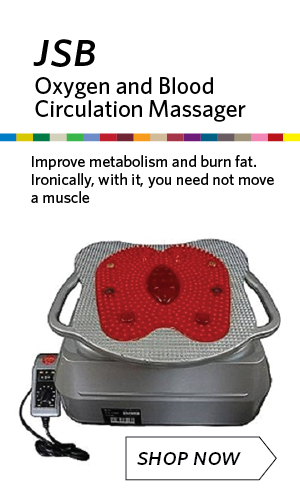 JSB
Oxygen and Blood
Circulation Massager
Improve metabolism and burn fat.
Ironically, with it, you need not move
a muscle
SHOP NOW